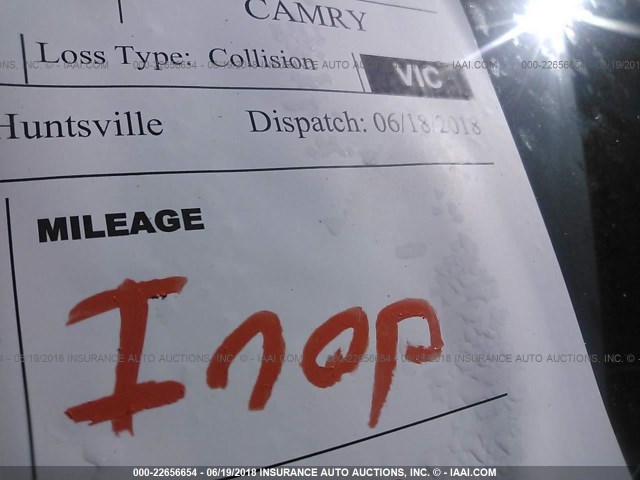 CAMRY
Loss Type: Collision
VIC
Huntsville Dispatch: 06/18/2018
MILEAGE
Inop
000-22656654 - 06/19/2018 INSURANCE AUTO AUCTIONS, INC. © - IAAI.COM